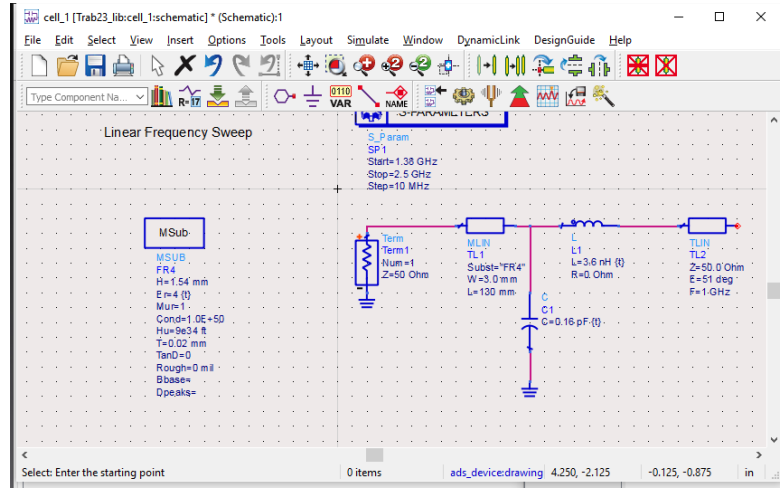 cell_1 [Trab23_lib:cell_1:schematic] * (Schematic):1
File Edit Select View Insert Options Tools Layout Simulate Window DynamicLink DesignGuide Help
Type Component Na...
R=17
0110
VAR
NAME
Linear Frequency Sweep
S-PARAMETERS
S_Param
SP1
Start=1.38 GHz
Stop=2.5 GHz
Step=10 MHz
MSub
MSUB
FR4
H=1.54 mm
Er=4 {t}
Mur=1
Cond=1.0E+50
Hu=9e34 ft
T=0.02 mm
TanD=0
Rough=0 mil
Bbase=
Dpeaks=
Term
Term1
Num=1
Z=50 Ohm
MLIN
TL1
Subst="FR4"
W=3.0 mm
L=130 mm
C
C1
C=0.16 pF {t}
L
L1
L=3.6 nH {t}
R=0 Ohm
TLIN
TL2
Z=50.0 Ohm
E=51 deg
F=1 GHz
Select: Enter the starting point 0 items ads_device:drawing 4.250, -2.125 -0.125, -0.875 in